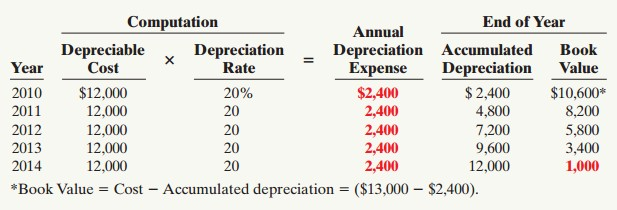 Computation Annual End of Year
Depreciable Depreciation Depreciation Accumulated Book
Year Cost × Rate = Expense Depreciation Value
2010 $12,000 20% $2,400 $ 2,400 $10,600*
2011 12,000 20 2,400 4,800 8,200
2012 12,000 20 2,400 7,200 5,800
2013 12,000 20 2,400 9,600 3,400
2014 12,000 20 2,400 12,000 1,000
*Book Value = Cost − Accumulated depreciation = ($13,000 − $2,400).